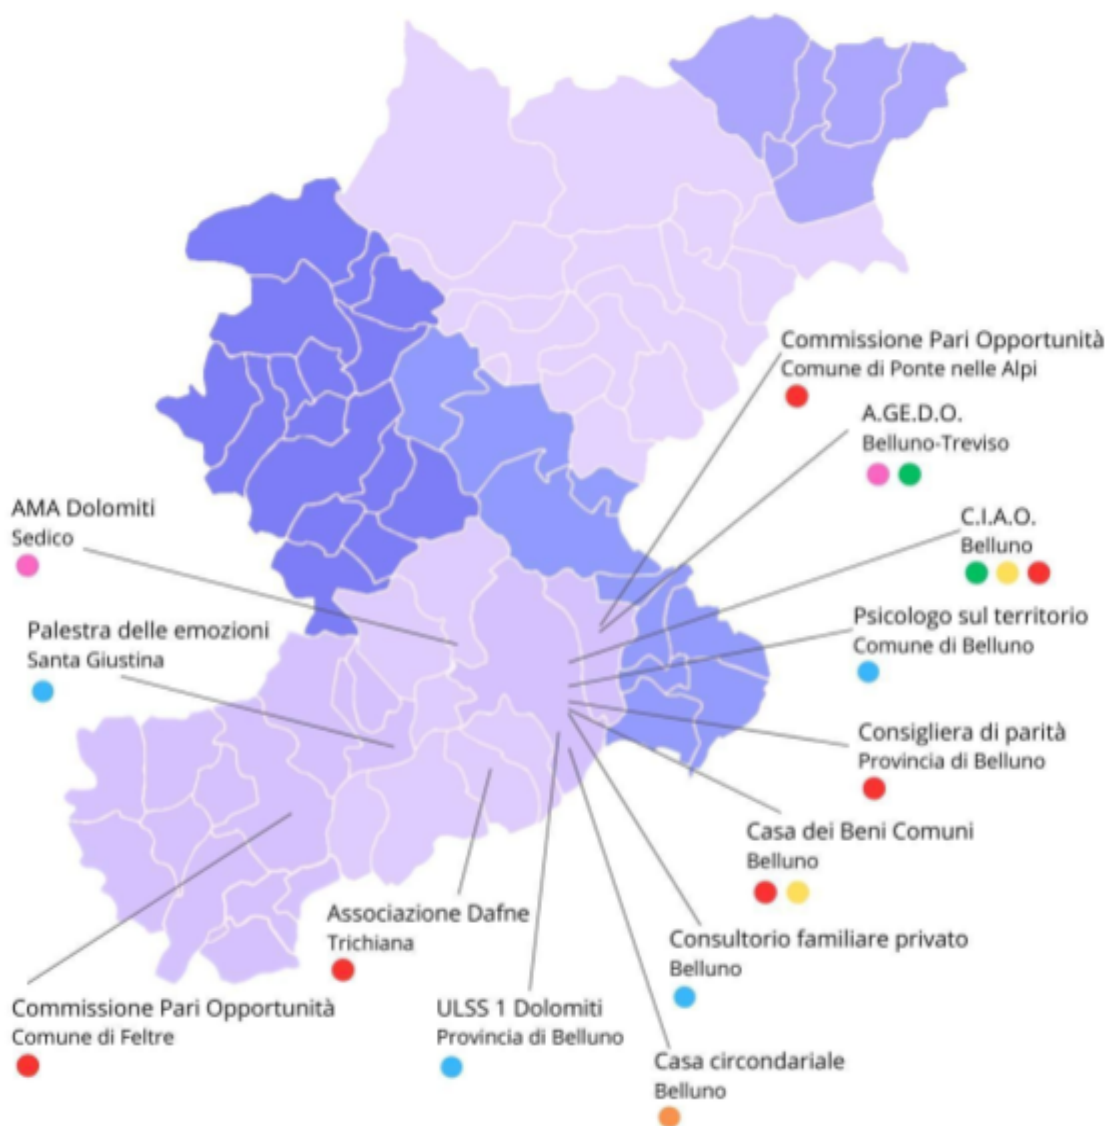 Commissione Pari Opportunità
Comune di Ponte nelle Alpi
A.GE.D.O.
Belluno-Treviso
AMA Dolomiti
Sedico
C.I.A.O.
Belluno
Palestra delle emozioni
Santa Giustina
Psicologo sul territorio
Comune di Belluno
Consigliera di parità
Provincia di Belluno
Casa dei Beni Comuni
Belluno
Associazione Dafne
Trichiana
Consultorio familiare privato
Belluno
Commissione Pari Opportunità
Comune di Feltre
ULSS 1 Dolomiti
Provincia di Belluno
Casa circondariale
Belluno